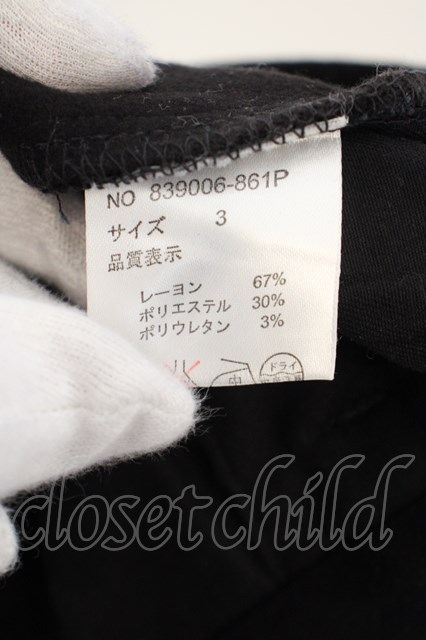 NO 839006-861P
サイズ 3
品質表示
レーヨン 67%
ポリエステル 30%
ポリウレタン 3%
中
ドライ
closet child